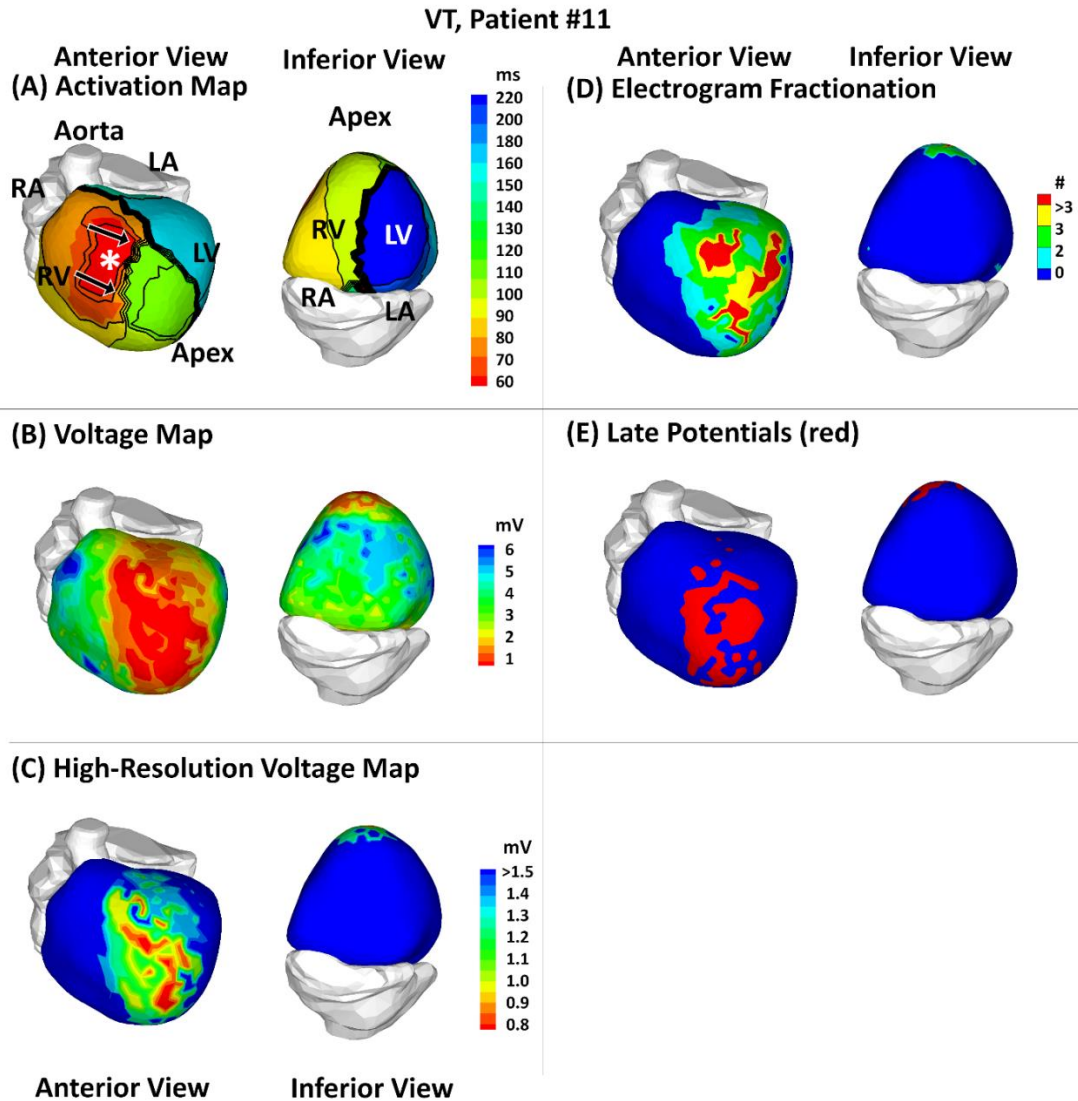 VT, Patient #11
Anterior View
Inferior View
(A) Activation Map
Aorta
LA
RA
RV
*
LV
Apex
Apex
RV
LV
RA
LA
ms
220
200
180
160
150
140
130
120
110
100
90
80
70
60
Anterior View
Inferior View
(D) Electrogram Fractionation
#
>3
3
2
0
(B) Voltage Map
mV
6
5
4
3
2
1
(E) Late Potentials (red)
(C) High-Resolution Voltage Map
mV
>1.5
1.4
1.3
1.2
1.1
1.0
0.9
0.8
Anterior View
Inferior View